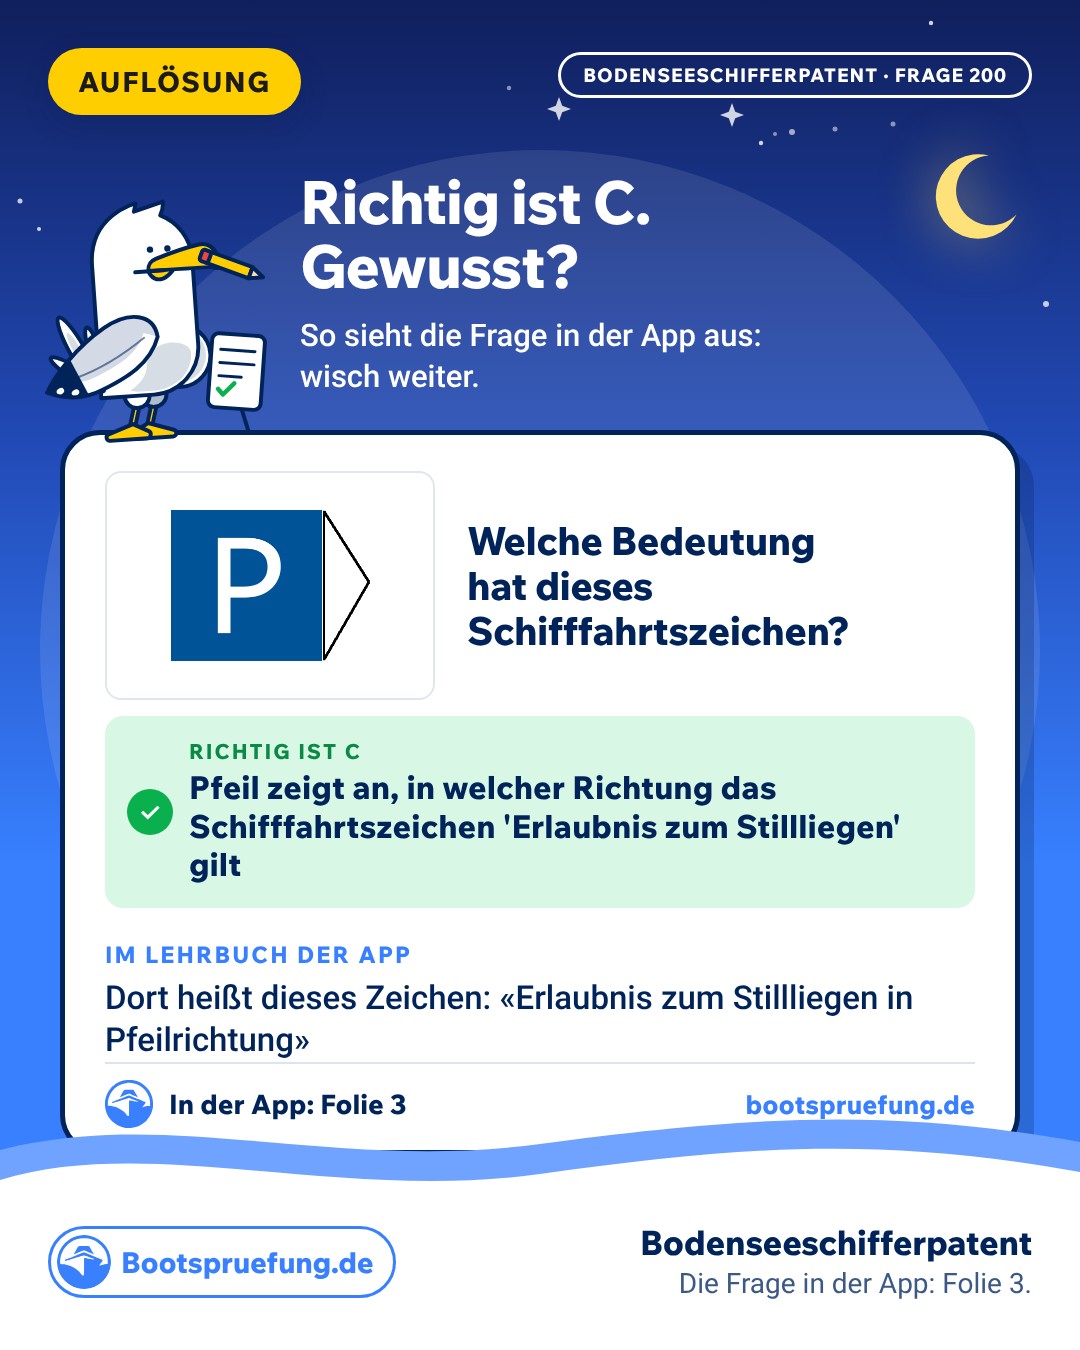 AUFLÖSUNG
BODENSEESCHIFFERPATENT · FRAGE 200
Richtig ist C.
Gewusst?
So sieht die Frage in der App aus:
wisch weiter.
P
Welche Bedeutung
hat dieses
Schifffahrtszeichen?
RICHTIG IST C
Pfeil zeigt an, in welcher Richtung das
Schifffahrtszeichen 'Erlaubnis zum Stillliegen'
gilt
IM LEHRBUCH DER APP
Dort heißt dieses Zeichen: «Erlaubnis zum Stillliegen in
Pfeilrichtung»
In der App: Folie 3
bootspruefung.de
Bootspruefung.de
Bodenseeschifferpatent
Die Frage in der App: Folie 3.